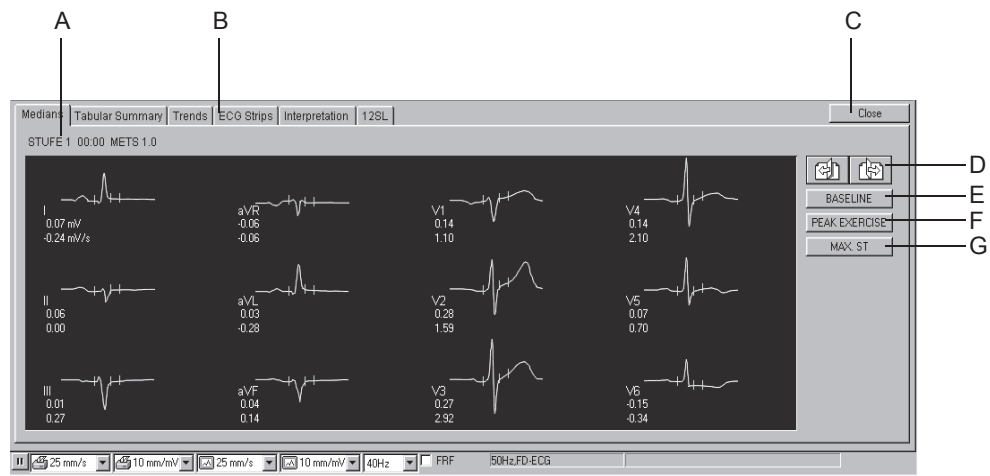 A B C
Medians Tabular Summary Trends ECG Strips Interpretation 12SL Close
STUFE 1 00:00 METS 1.0
D
BASELINE E
PEAK EXERCISE F
MAX. ST G
I aVR V1 V4
0.07 mV -0.06 0.14 0.14
-0.24 mV/s -0.06 1.10 2.10
II aVL V2 V5
0.06 0.03 0.28 0.07
0.00 -0.28 1.59 0.70
III aVF V3 V6
0.01 0.04 0.27 -0.15
0.27 0.14 2.92 -0.34
25 mm/s 10 mm/mV 25 mm/s 10 mm/mV 40Hz FRF 50Hz,FD-ECG